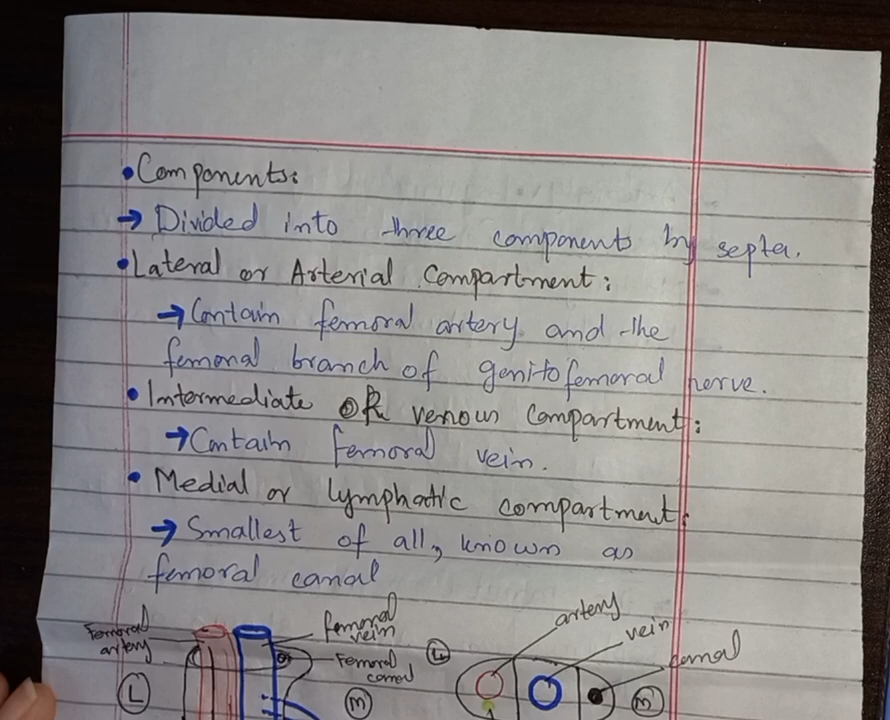 • Components:
→ Divided into three components by septa.
• Lateral or Arterial Compartment:
→ Contain femoral artery and the
femoral branch of genitofemoral nerve.
• Intermediate OR venous compartment:
→ Contain femoral vein.
• Medial or lymphatic compartment:
→ Smallest of all, known as
femoral canal
Femoral
artery
femoral
vein
Femoral
canal
L
M
L
artery
vein
canal
M